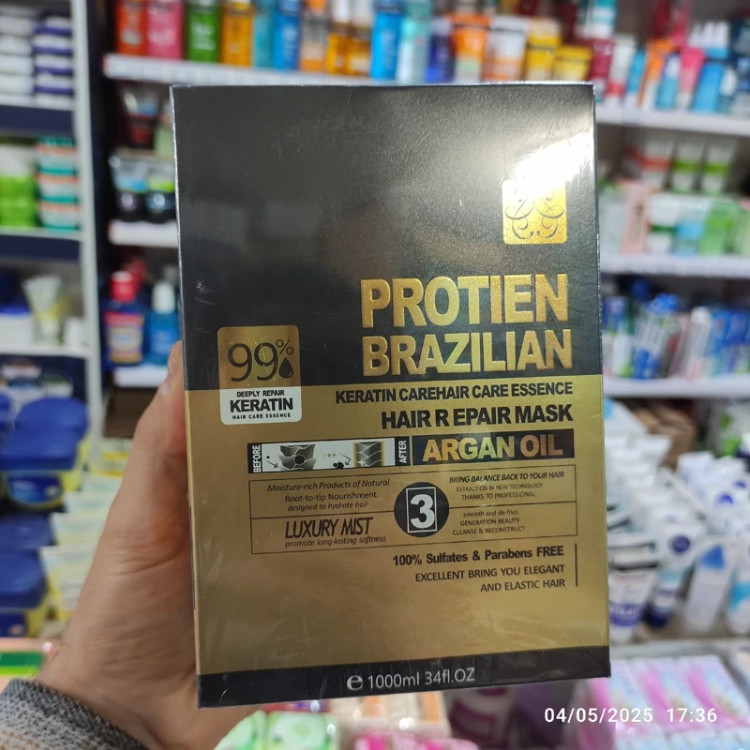 PROTIEN
BRAZILIAN
99%
DEEPLY REPAIR
KERATIN
HAIR CARE ESSENCE
KERATIN CAREHAIR CARE ESSENCE
HAIR R EPAIR MASK
BEFORE
AFTER
ARGAN OIL
Moisture-rich Products of Natural
Root-to-tip Nourishment.
designed to hydrate hair
LUXURY MIST
promote long-lasting softness
3
BRING BALANCE BACK TO YOUR HAIR
EXTRACTION IN NEW TECHNOLOGY
THANKS TO PROFESSIONAL
smooth and de-frizz
GENERATION BEAUTY
CLEANSE & RECONSTRUCT
100% Sulfates & Parabens FREE
EXCELLENT BRING YOU ELEGANT
AND ELASTIC HAIR
℮ 1000ml 34fl.OZ
04/05/2025 17:36